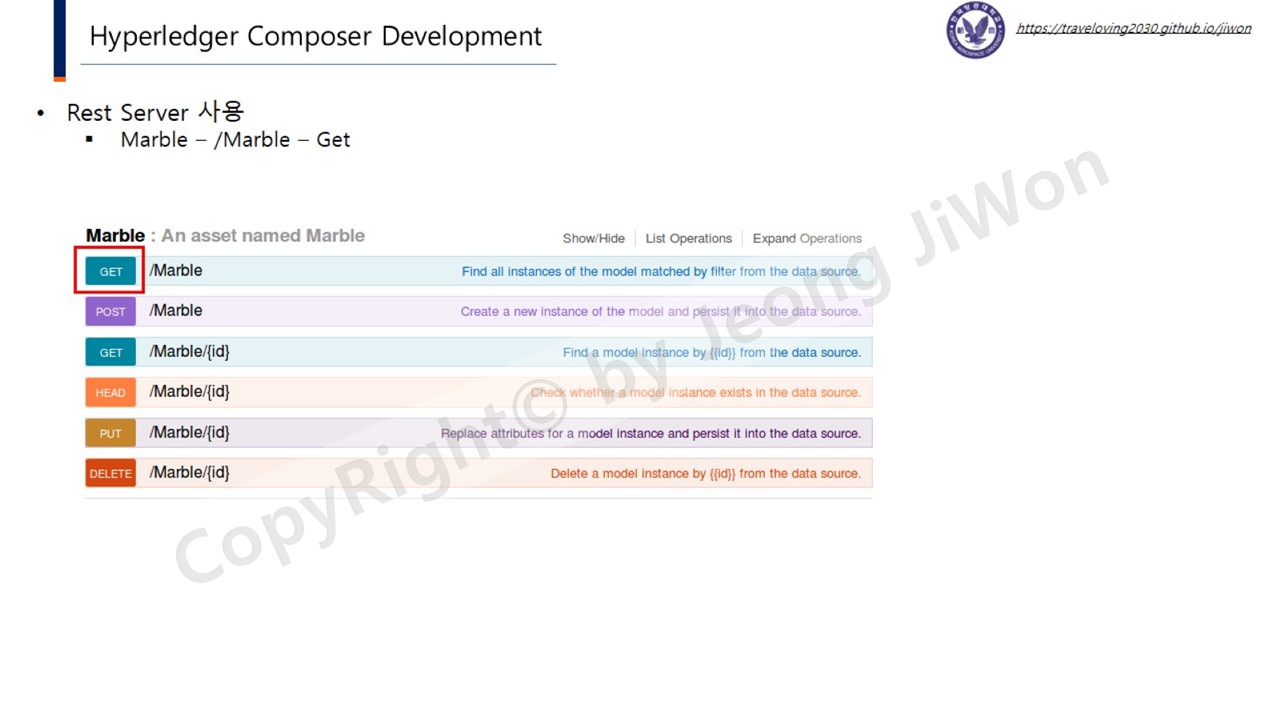 Hyperledger Composer Development
https://traveloving2030.github.io/jiwon
• Rest Server 사용
▪ Marble – /Marble – Get
Marble : An asset named Marble
Show/Hide | List Operations | Expand Operations
GET /Marble Find all instances of the model matched by filter from the data source.
POST /Marble Create a new instance of the model and persist it into the data source.
GET /Marble/{id} Find a model instance by {{id}} from the data source.
HEAD /Marble/{id} Check whether a model instance exists in the data source.
PUT /Marble/{id} Replace attributes for a model instance and persist it into the data source.
DELETE /Marble/{id} Delete a model instance by {{id}} from the data source.
CopyRight© by Jeong JiWon